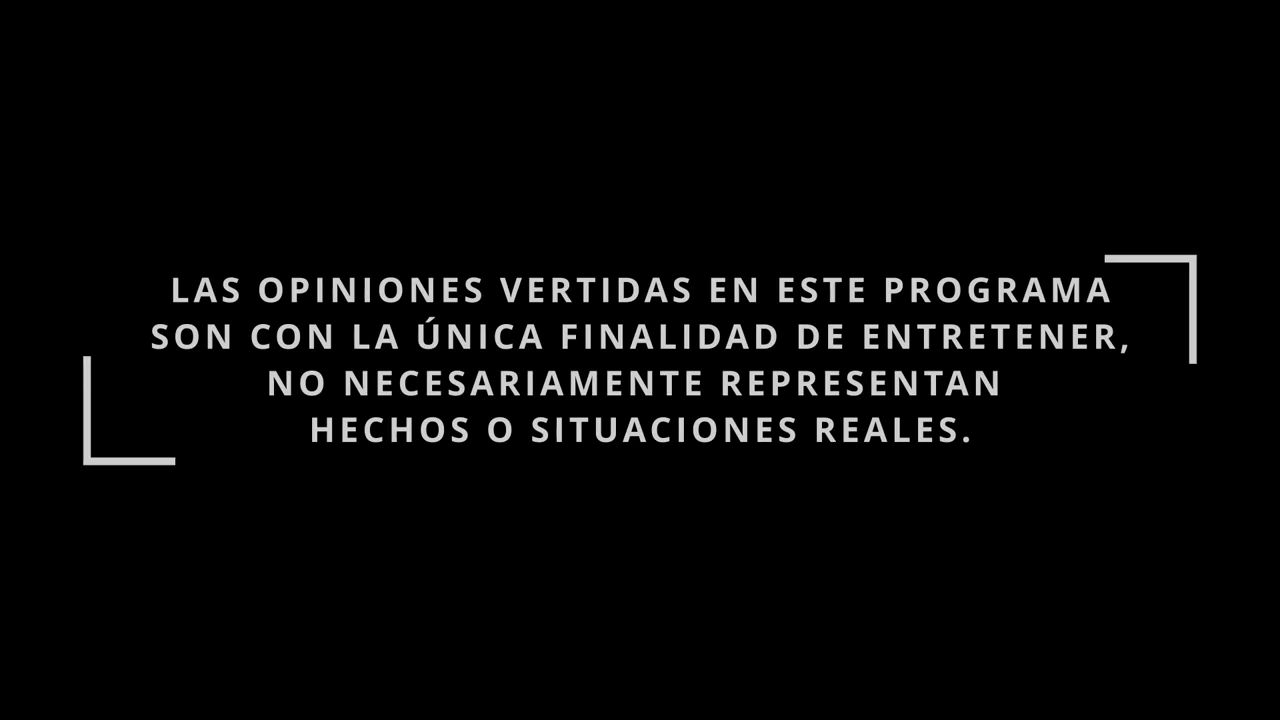 LAS OPINIONES VERTIDAS EN ESTE PROGRAMA
SON CON LA ÚNICA FINALIDAD DE ENTRETENER,
NO NECESARIAMENTE REPRESENTAN
HECHOS O SITUACIONES REALES.